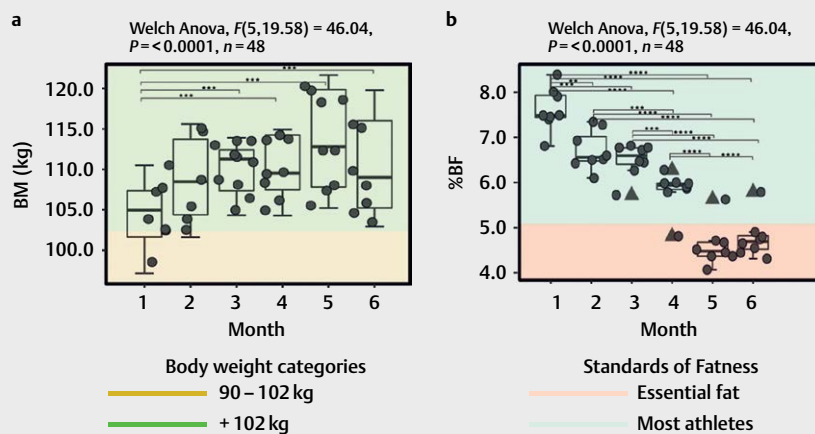 a
Welch Anova, F(5,19.58) = 46.04,
P = < 0.0001, n = 48
BM (kg)
120.0
115.0
110.0
105.0
100.0
***
***
***
***
1 2 3 4 5 6
Month
Body weight categories
90 – 102 kg
+ 102 kg
b
Welch Anova, F(5,19.58) = 46.04,
P = < 0.0001, n = 48
%BF
8.0
7.0
6.0
5.0
4.0
****
****
****
***
****
****
***
****
****
****
****
1 2 3 4 5 6
Month
Standards of Fatness
Essential fat
Most athletes